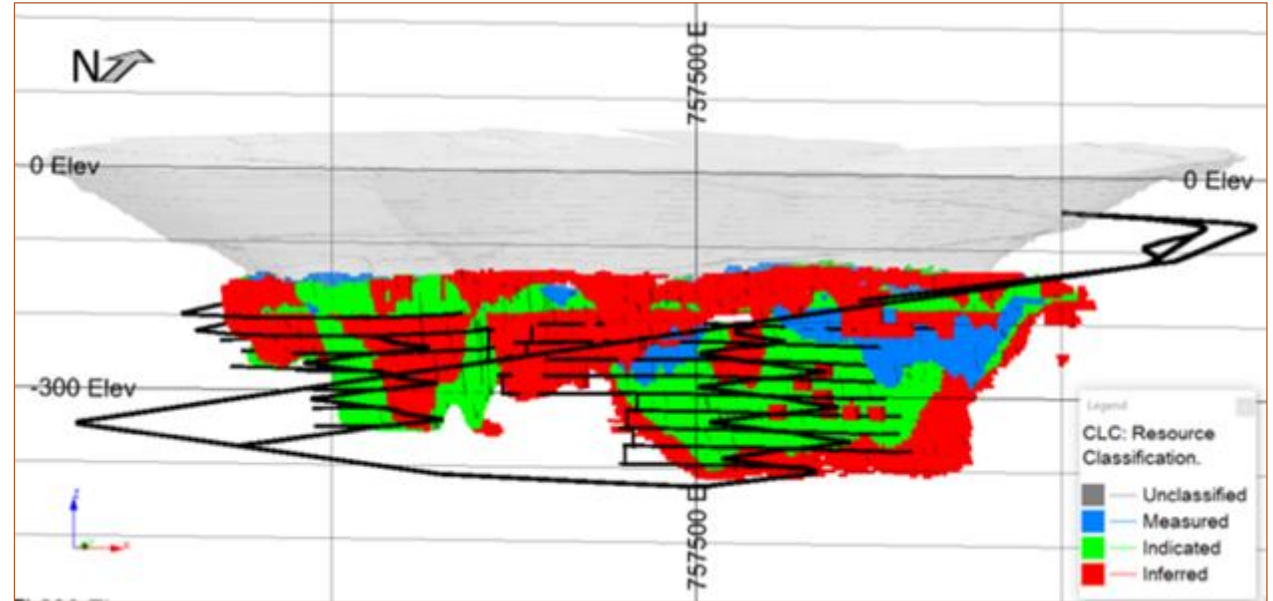 N
757500 E
0 Elev
0 Elev
-300 Elev
757500 E
Legend
CLC: Resource
Classification.
Unclassified
Measured
Indicated
Inferred